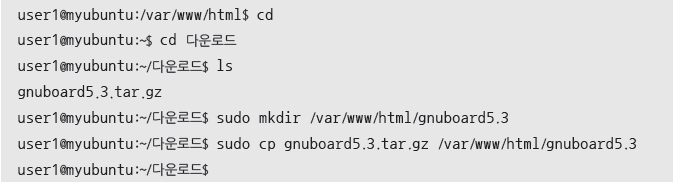 user1@myubuntu:/var/www/html$ cd
user1@myubuntu:~$ cd 다운로드
user1@myubuntu:~/다운로드$ ls
gnuboard5.3.tar.gz
user1@myubuntu:~/다운로드$ sudo mkdir /var/www/html/gnuboard5.3
user1@myubuntu:~/다운로드$ sudo cp gnuboard5.3.tar.gz /var/www/html/gnuboard5.3
user1@myubuntu:~/다운로드$